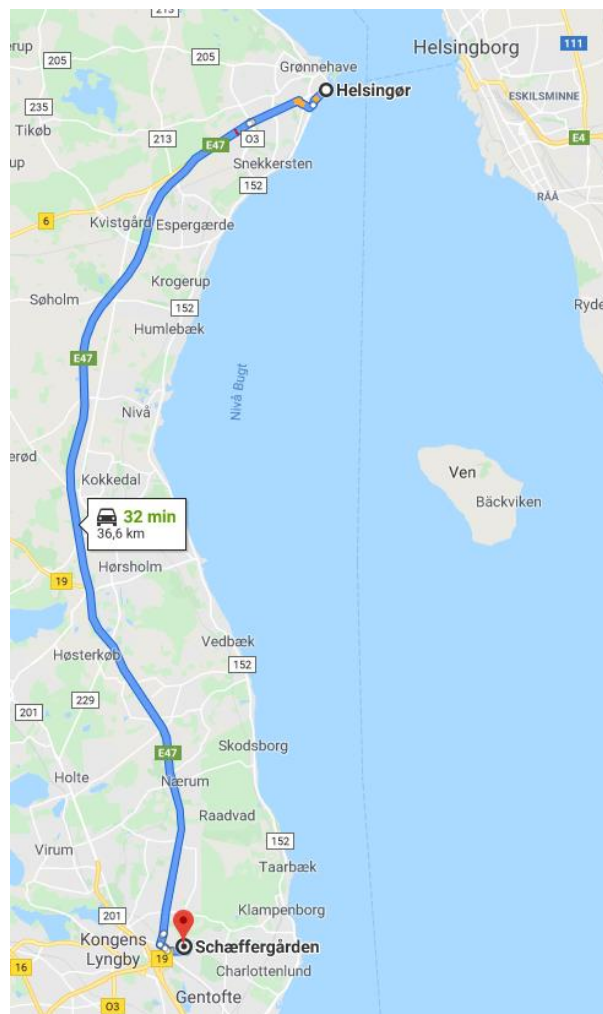 erup
205
205
Helsingborg
111
Grønnehave
Helsingør
235
ESKILSMINNE
Tikøb
213
213
E47
O3
E4
up
Snekkersten
152
RÅÅ
6
Kvistgård
Espergærde
Krogerup
Søholm
152
Ryde
Humlebæk
E47
Nivå Bugt
Nivå
erød
Ven
Kokkedal
Bäckviken
32 min
36,6 km
Hørsholm
19
Vedbæk
Høsterkøb
152
229
201
Skodsborg
E47
Holte
Nærum
Raadvad
152
Virum
Taarbæk
201
Klampenborg
Kongens
Lyngby
Schæffergården
19
16
Charlottenlund
Gentofte
O3